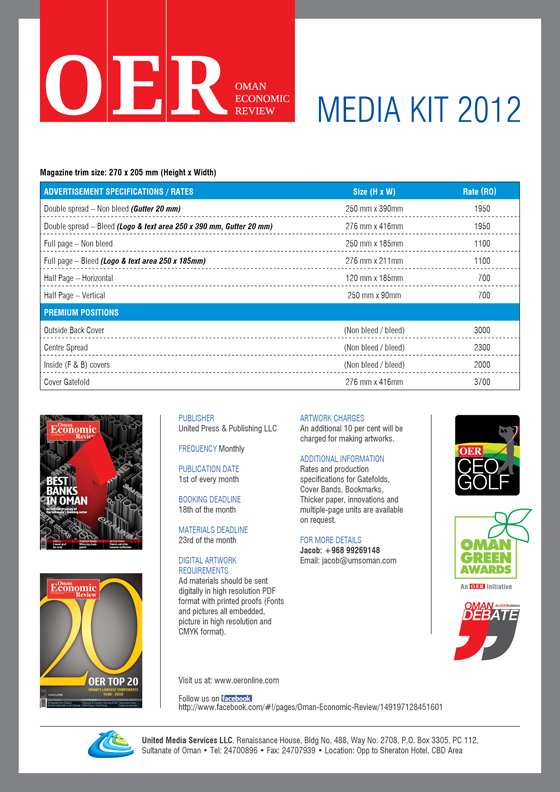 OER
OMAN
ECONOMIC
REVIEW
MEDIA KIT 2012
Magazine trim size: 270 x 205 mm (Height x Width)
ADVERTISEMENT SPECIFICATIONS / RATES Size (H x W) Rate (RO)
Double spread – Non bleed (Gutter 20 mm) 250 mm x 390mm 1950
Double spread – Bleed (Logo & text area 250 x 390 mm, Gutter 20 mm) 276 mm x 416mm 1950
Full page – Non bleed 250 mm x 185mm 1100
Full page – Bleed (Logo & text area 250 x 185mm) 276 mm x 211mm 1100
Half Page – Horizontal 120 mm x 185mm 700
Half Page – Vertical 250 mm x 90mm 700
PREMIUM POSITIONS
Outside Back Cover (Non bleed / bleed) 3000
Centre Spread (Non bleed / bleed) 2300
Inside (F & B) covers (Non bleed / bleed) 2000
Cover Gatefold 276 mm x 416mm 3700
Oman
Economic
Review
BEST
BANKS
IN OMAN
Oman
Economic
Review
20
OER TOP 20
OMAN'S LARGEST CORPORATES
YEAR - 2010
PUBLISHER
United Press & Publishing LLC
FREQUENCY Monthly
PUBLICATION DATE
1st of every month
BOOKING DEADLINE
18th of the month
MATERIALS DEADLINE
23rd of the month
DIGITAL ARTWORK
REQUIREMENTS
Ad materials should be sent
digitally in high resolution PDF
format with printed proofs (Fonts
and pictures all embedded,
picture in high resolution and
CMYK format).
ARTWORK CHARGES
An additional 10 per cent will be
charged for making artworks.
ADDITIONAL INFORMATION
Rates and production
specifications for Gatefolds,
Cover Bands, Bookmarks,
Thicker paper, innovations and
multiple-page units are available
on request.
FOR MORE DETAILS
Jacob: +968 99269148
Email: jacob@umsoman.com
OER
CEO
GOLF
OMAN
GREEN
AWARDS
An OER Initiative
OMAN An OER Initiative
DEBATE
Visit us at: www.oeronline.com
Follow us on facebook
http://www.facebook.com/#!/pages/Oman-Economic-Review/149197128451601
United Media Services LLC, Renaissance House, Bldg No. 488, Way No. 2708, P.O. Box 3305, PC 112,
Sultanate of Oman • Tel: 24700896 • Fax: 24707939 • Location: Opp to Sheraton Hotel, CBD Area